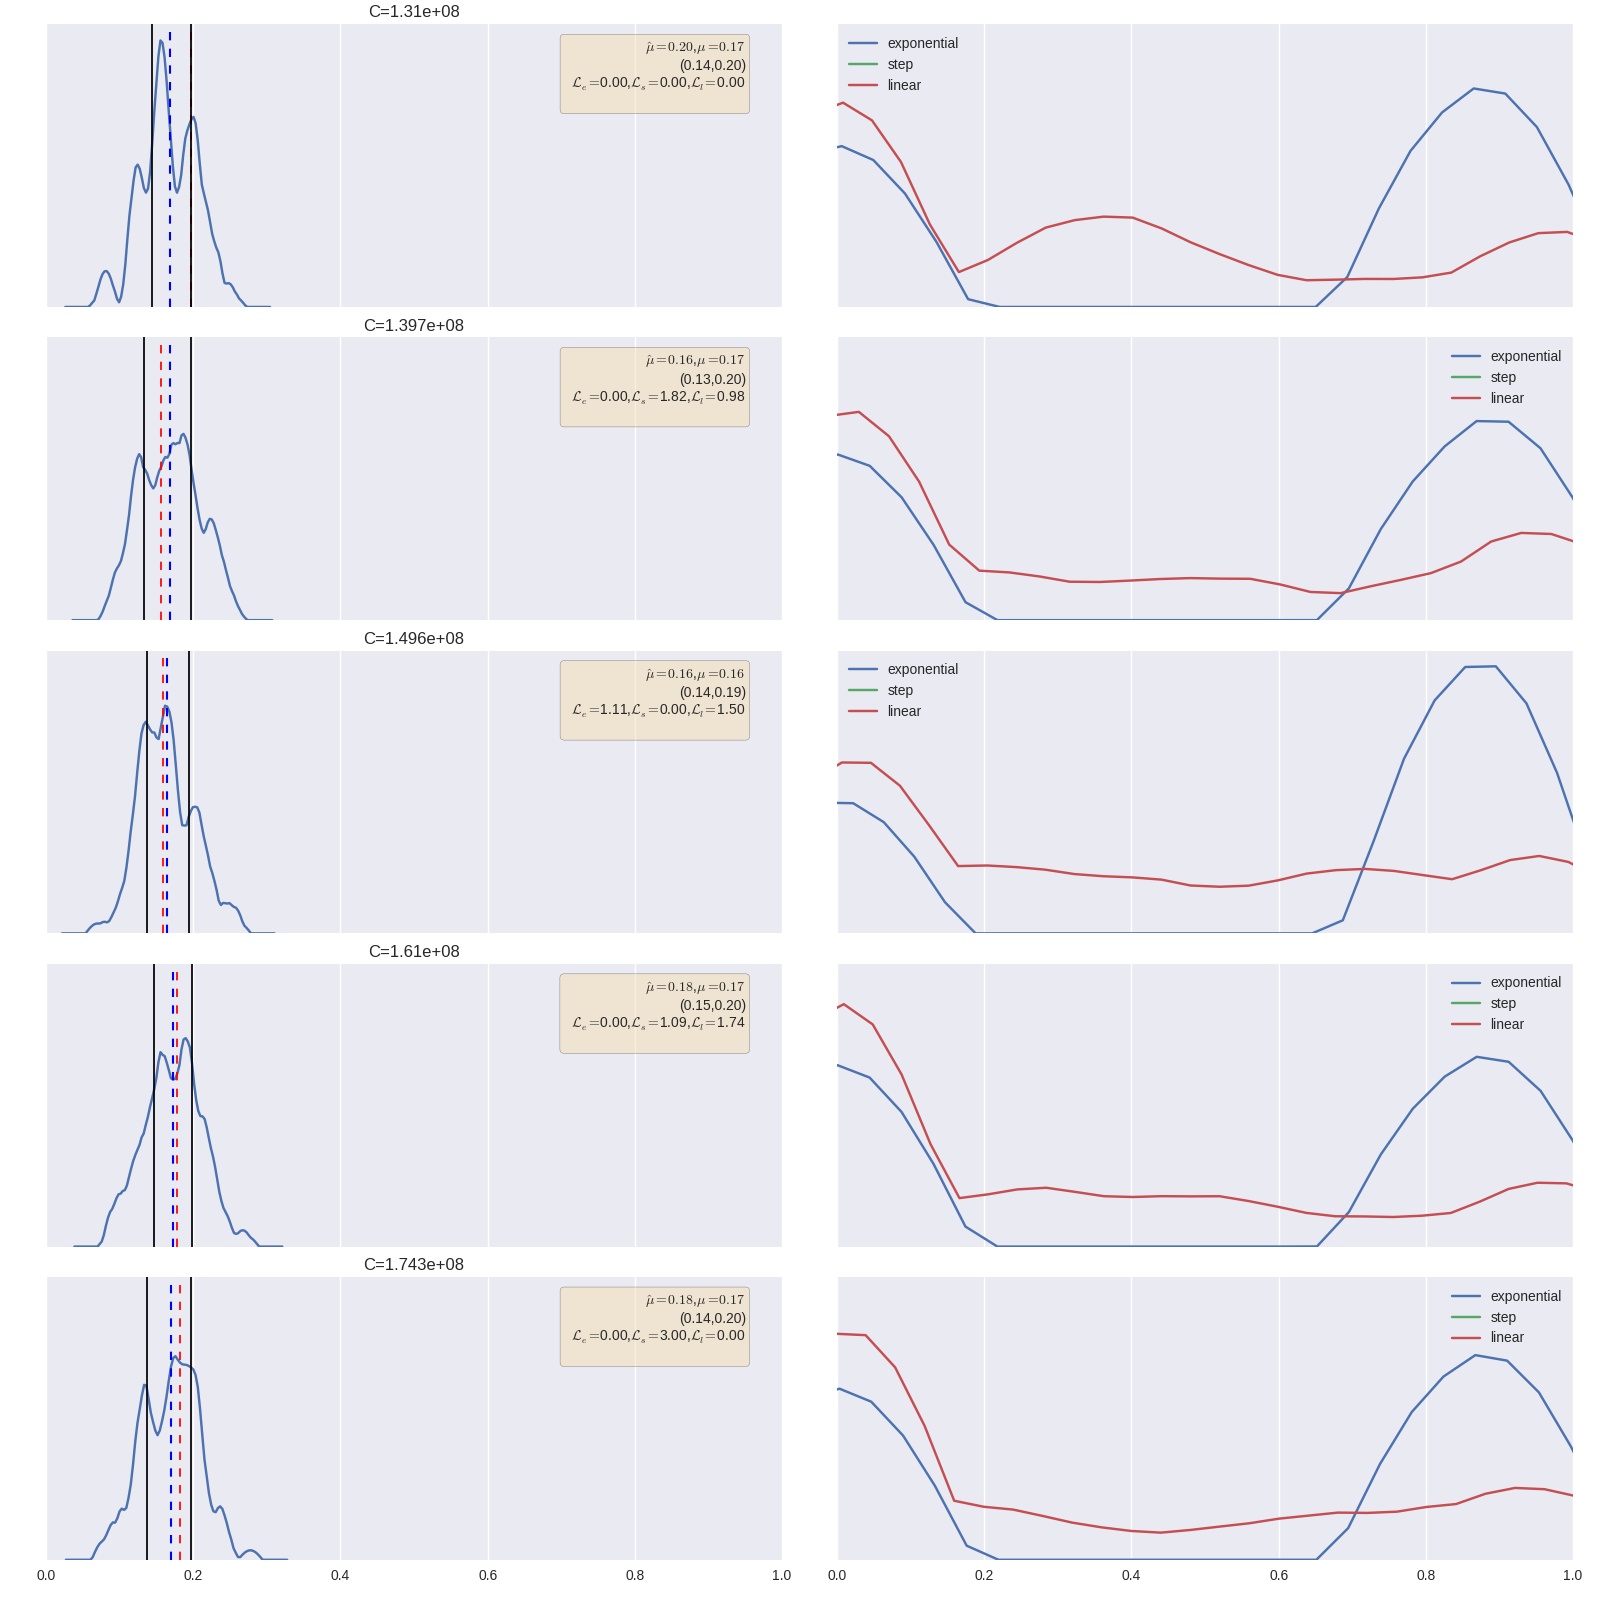 C=1.31e+08
μ̂=0.20,μ=0.17
(0.14,0.20)
ℒₑ=0.00,ℒₛ=0.00,ℒₗ=0.00
exponential
step
linear
C=1.397e+08
μ̂=0.16,μ=0.17
(0.13,0.20)
ℒₑ=0.00,ℒₛ=1.82,ℒₗ=0.98
exponential
step
linear
C=1.496e+08
μ̂=0.16,μ=0.16
(0.14,0.19)
ℒₑ=1.11,ℒₛ=0.00,ℒₗ=1.50
exponential
step
linear
C=1.61e+08
μ̂=0.18,μ=0.17
(0.15,0.20)
ℒₑ=0.00,ℒₛ=1.09,ℒₗ=1.74
exponential
step
linear
C=1.743e+08
μ̂=0.18,μ=0.17
(0.14,0.20)
ℒₑ=0.00,ℒₛ=3.00,ℒₗ=0.00
exponential
step
linear
0.0 0.2 0.4 0.6 0.8 1.0
0.0 0.2 0.4 0.6 0.8 1.0